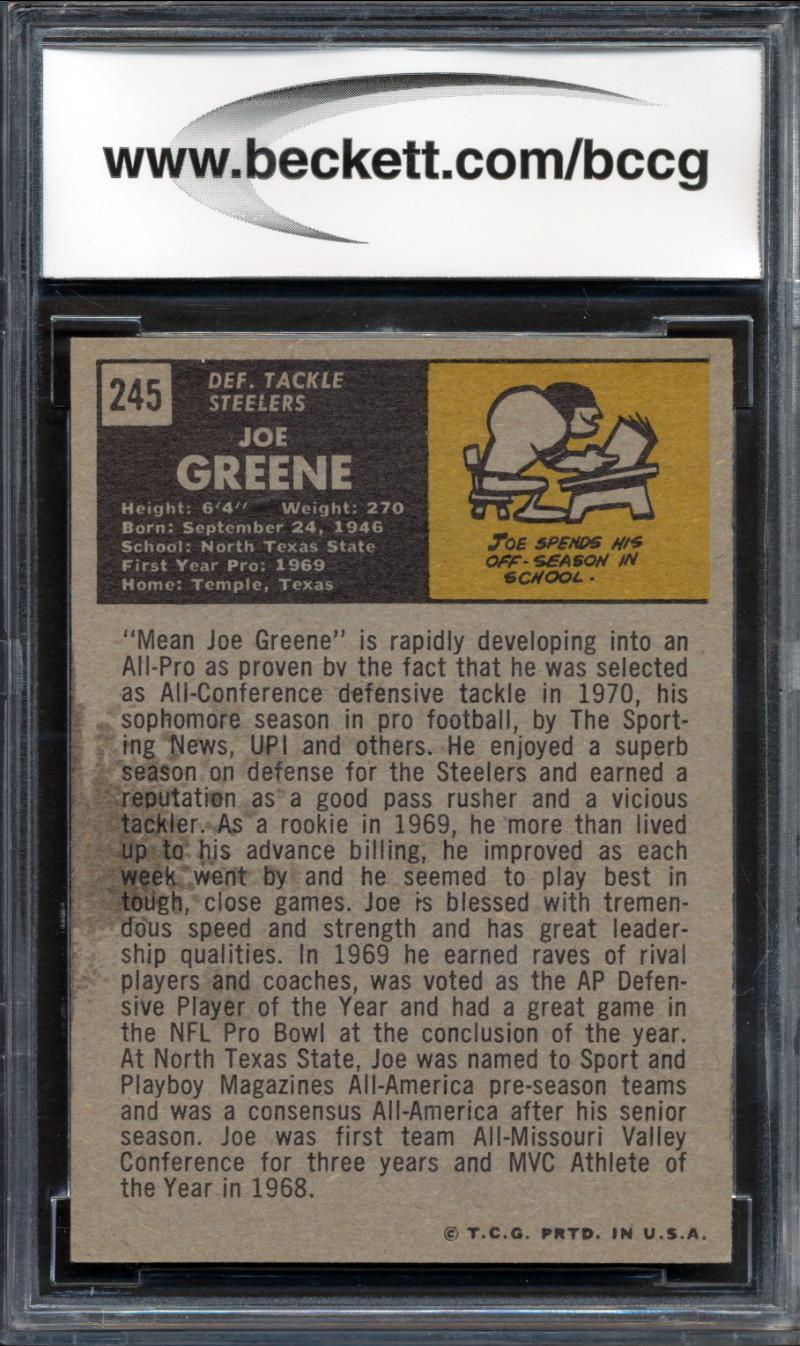 www.beckett.com/bccg
245
DEF. TACKLE
STEELERS
JOE
GREENE
Height: 6'4" Weight: 270
Born: September 24, 1946
School: North Texas State
First Year Pro: 1969
Home: Temple, Texas
JOE SPENDS HIS
OFF-SEASON IN
SCHOOL.
"Mean Joe Greene" is rapidly developing into an
All-Pro as proven bv the fact that he was selected
as All-Conference defensive tackle in 1970, his
sophomore season in pro football, by The Sport-
ing News, UPI and others. He enjoyed a superb
season on defense for the Steelers and earned a
reputation as a good pass rusher and a vicious
tackler. As a rookie in 1969, he more than lived
up to his advance billing, he improved as each
week went by and he seemed to play best in
tough, close games. Joe is blessed with tremen-
dous speed and strength and has great leader-
ship qualities. In 1969 he earned raves of rival
players and coaches, was voted as the AP Defen-
sive Player of the Year and had a great game in
the NFL Pro Bowl at the conclusion of the year.
At North Texas State, Joe was named to Sport and
Playboy Magazines All-America pre-season teams
and was a consensus All-America after his senior
season. Joe was first team All-Missouri Valley
Conference for three years and MVC Athlete of
the Year in 1968.
© T.C.G. PRTD. IN U.S.A.